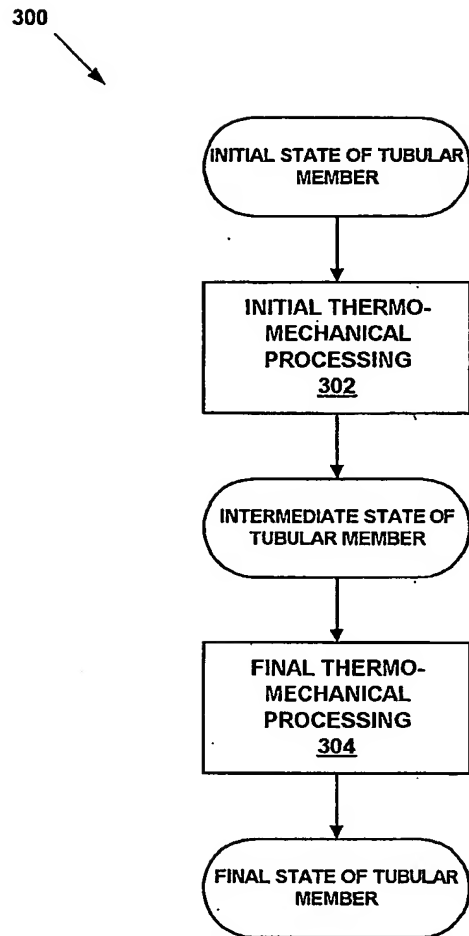 300
INITIAL STATE OF TUBULAR
MEMBER
INITIAL THERMO-
MECHANICAL
PROCESSING
302
INTERMEDIATE STATE OF
TUBULAR MEMBER
FINAL THERMO-
MECHANICAL
PROCESSING
304
FINAL STATE OF TUBULAR
MEMBER